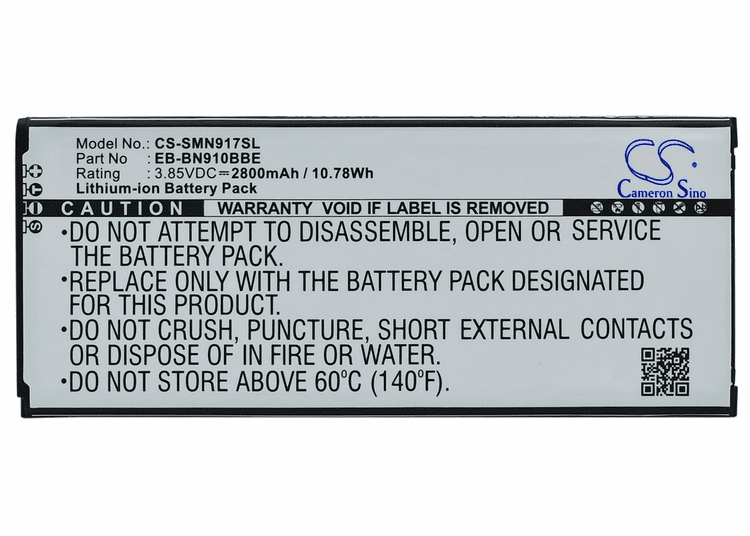 Model No.: CS-SMN917SL
Part No : EB-BN910BBE
Rating : 3.85VDC⎓2800mAh / 10.78Wh
Lithium-ion Battery Pack
CS
Cameron Sino
CAUTION WARRANTY VOID IF LABEL IS REMOVED
•DO NOT ATTEMPT TO DISASSEMBLE, OPEN OR SERVICE
THE BATTERY PACK.
•REPLACE ONLY WITH THE BATTERY PACK DESIGNATED
FOR THIS PRODUCT.
•DO NOT CRUSH, PUNCTURE, SHORT EXTERNAL CONTACTS
OR DISPOSE OF IN FIRE OR WATER.
•DO NOT STORE ABOVE 60°C (140°F).